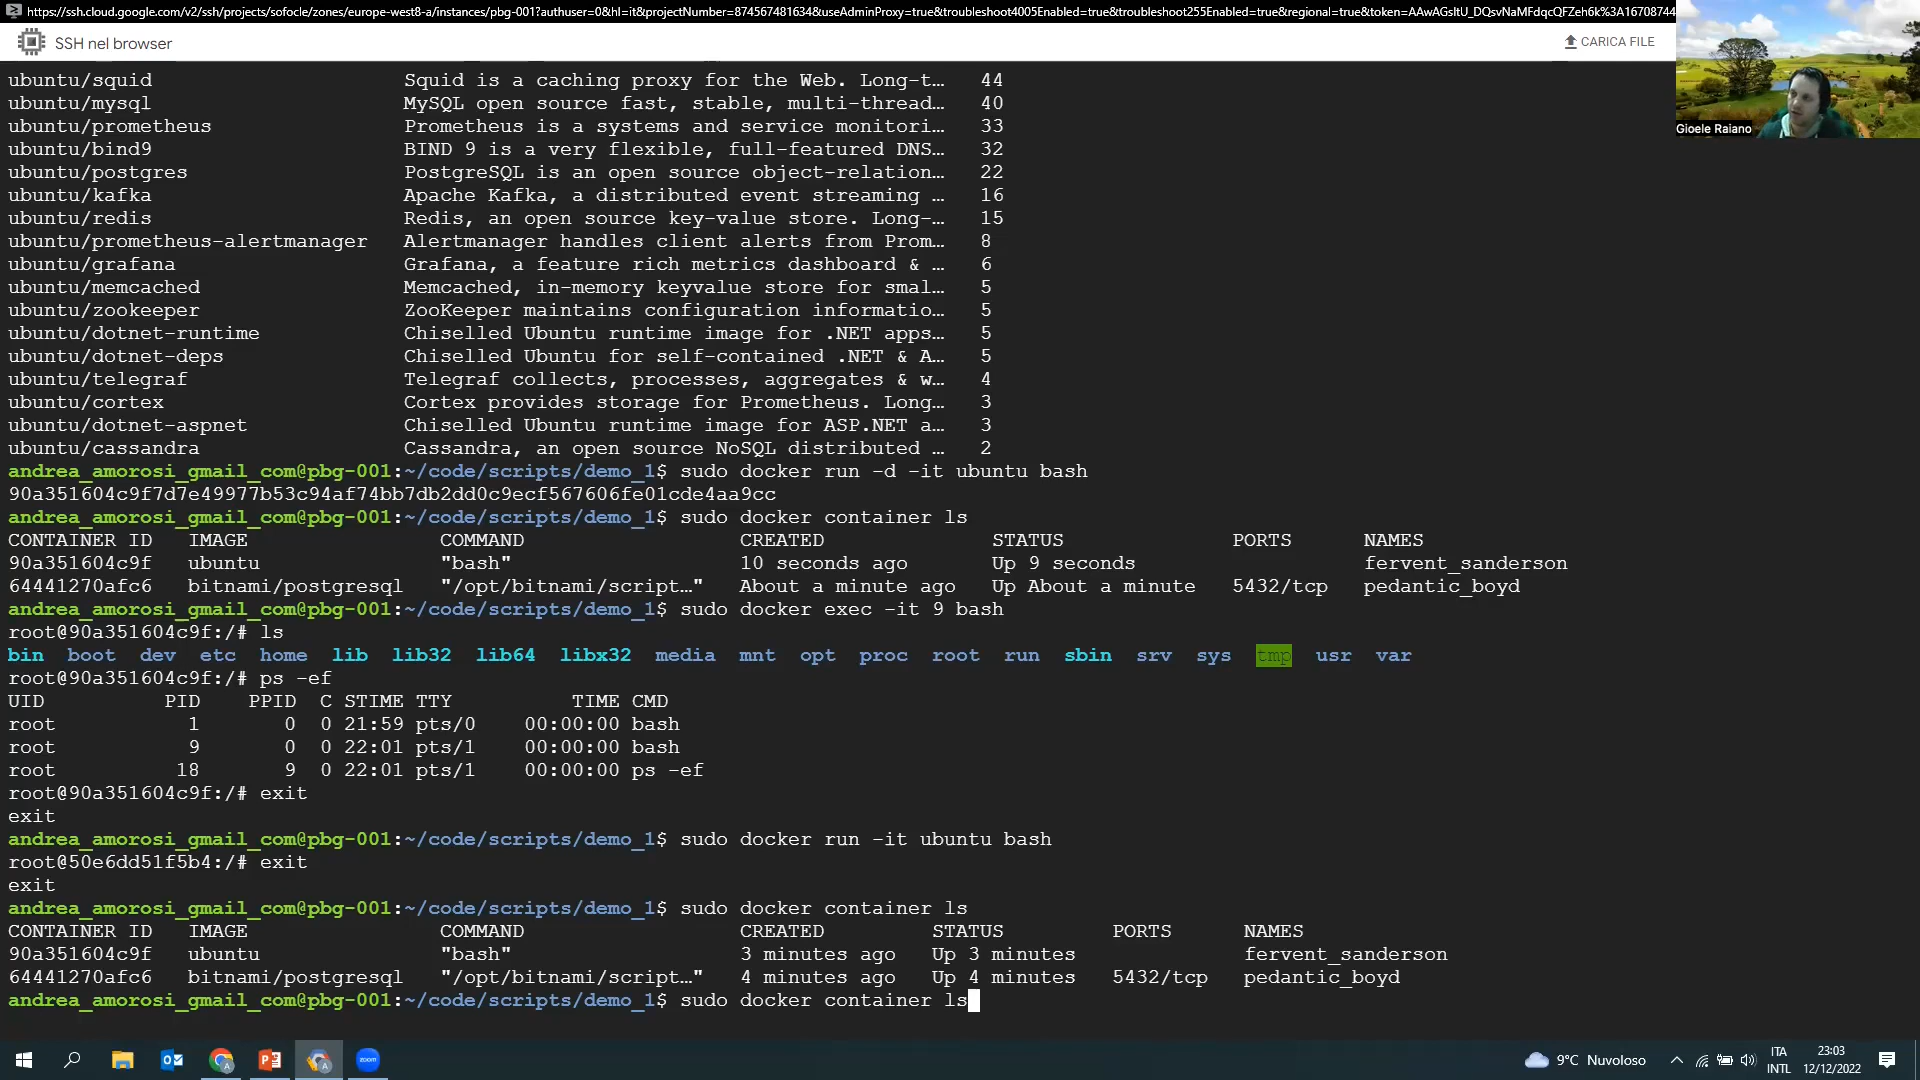 https://ssh.cloud.google.com/v2/ssh/projects/sofocle/zones/europe-west8-a/instances/pbg-001?authuser=0&hl=it&projectNumber=874567481634&useAdminProxy=true&troubleshoot4005Enabled=true&troubleshoot255Enabled=true&regional=true&token=AAwAGsItU_DQsvNaMFdqcQFZeh6k%3A16708744
SSH nel browser
CARICA FILE
Gioele Raiano
ubuntu/squid Squid is a caching proxy for the Web. Long-t… 44
ubuntu/mysql MySQL open source fast, stable, multi-thread… 40
ubuntu/prometheus Prometheus is a systems and service monitori… 33
ubuntu/bind9 BIND 9 is a very flexible, full-featured DNS… 32
ubuntu/postgres PostgreSQL is an open source object-relation… 22
ubuntu/kafka Apache Kafka, a distributed event streaming … 16
ubuntu/redis Redis, an open source key-value store. Long-… 15
ubuntu/prometheus-alertmanager Alertmanager handles client alerts from Prom… 8
ubuntu/grafana Grafana, a feature rich metrics dashboard & … 6
ubuntu/memcached Memcached, in-memory keyvalue store for smal… 5
ubuntu/zookeeper ZooKeeper maintains configuration informatio… 5
ubuntu/dotnet-runtime Chiselled Ubuntu runtime image for .NET apps… 5
ubuntu/dotnet-deps Chiselled Ubuntu for self-contained .NET & A… 5
ubuntu/telegraf Telegraf collects, processes, aggregates & w… 4
ubuntu/cortex Cortex provides storage for Prometheus. Long… 3
ubuntu/dotnet-aspnet Chiselled Ubuntu runtime image for ASP.NET a… 3
ubuntu/cassandra Cassandra, an open source NoSQL distributed … 2
andrea_amorosi_gmail_com@pbg-001:~/code/scripts/demo_1$ sudo docker run -d -it ubuntu bash
90a351604c9f7d7e49977b53c94af74bb7db2dd0c9ecf567606fe01cde4aa9cc
andrea_amorosi_gmail_com@pbg-001:~/code/scripts/demo_1$ sudo docker container ls
CONTAINER ID IMAGE COMMAND CREATED STATUS PORTS NAMES
90a351604c9f ubuntu "bash" 10 seconds ago Up 9 seconds fervent_sanderson
64441270afc6 bitnami/postgresql "/opt/bitnami/script…" About a minute ago Up About a minute 5432/tcp pedantic_boyd
andrea_amorosi_gmail_com@pbg-001:~/code/scripts/demo_1$ sudo docker exec -it 9 bash
root@90a351604c9f:/# ls
bin boot dev etc home lib lib32 lib64 libx32 media mnt opt proc root run sbin srv sys tmp usr var
root@90a351604c9f:/# ps -ef
UID PID PPID C STIME TTY TIME CMD
root 1 0 0 21:59 pts/0 00:00:00 bash
root 9 0 0 22:01 pts/1 00:00:00 bash
root 18 9 0 22:01 pts/1 00:00:00 ps -ef
root@90a351604c9f:/# exit
exit
andrea_amorosi_gmail_com@pbg-001:~/code/scripts/demo_1$ sudo docker run -it ubuntu bash
root@50e6dd51f5b4:/# exit
exit
andrea_amorosi_gmail_com@pbg-001:~/code/scripts/demo_1$ sudo docker container ls
CONTAINER ID IMAGE COMMAND CREATED STATUS PORTS NAMES
90a351604c9f ubuntu "bash" 3 minutes ago Up 3 minutes fervent_sanderson
64441270afc6 bitnami/postgresql "/opt/bitnami/script…" 4 minutes ago Up 4 minutes 5432/tcp pedantic_boyd
andrea_amorosi_gmail_com@pbg-001:~/code/scripts/demo_1$ sudo docker container ls
zoom
9°C Nuvoloso
ITA
INTL
23:03
12/12/2022